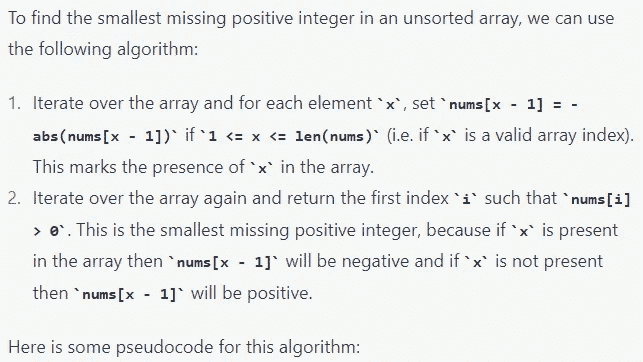 To find the smallest missing positive integer in an unsorted array, we can use
the following algorithm:
1. Iterate over the array and for each element `x`, set `nums[x - 1] = -
abs(nums[x - 1])` if `1 <= x <= len(nums)` (i.e. if `x` is a valid array index).
This marks the presence of `x` in the array.
2. Iterate over the array again and return the first index `i` such that `nums[i]
> 0`. This is the smallest missing positive integer, because if `x` is present
in the array then `nums[x - 1]` will be negative and if `x` is not present
then `nums[x - 1]` will be positive.
Here is some pseudocode for this algorithm: